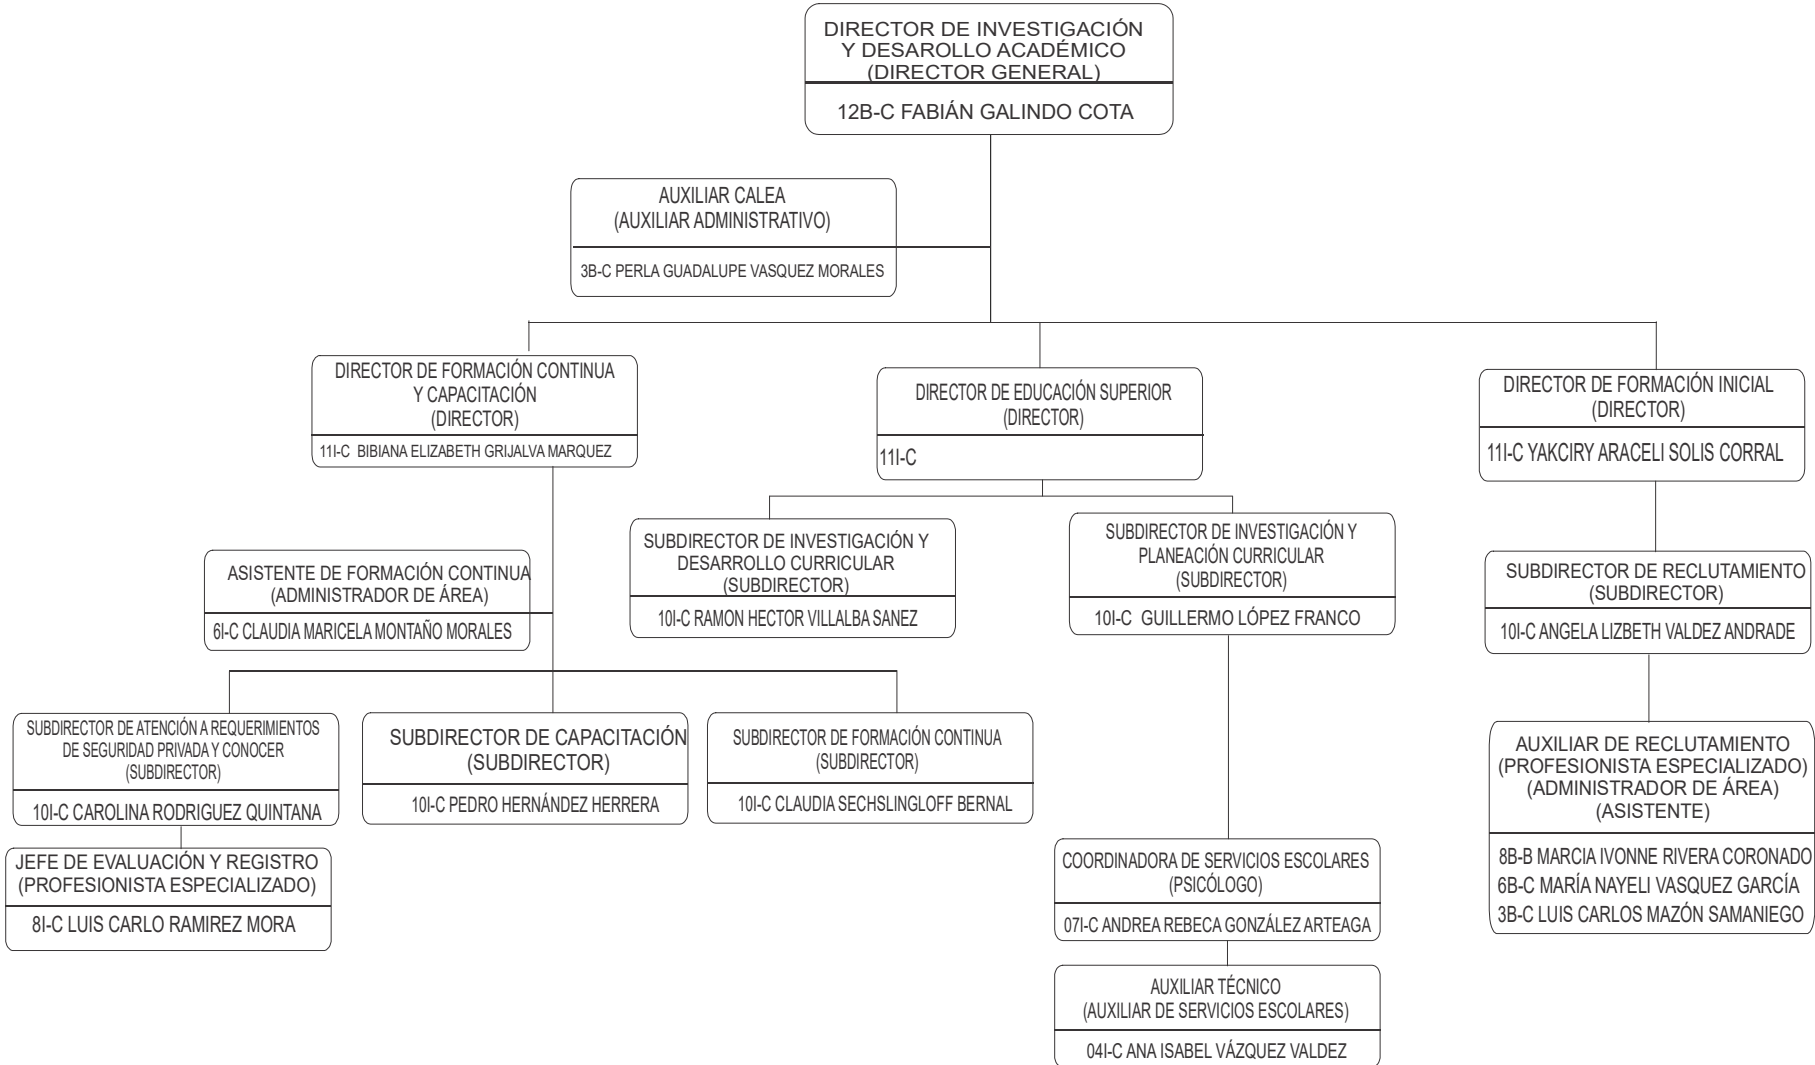 DIRECTOR DE INVESTIGACIÓN
Y DESAROLLO ACADÉMICO
(DIRECTOR GENERAL)
12B-C FABIÁN GALINDO COTA
AUXILIAR CALEA
(AUXILIAR ADMINISTRATIVO)
3B-C PERLA GUADALUPE VASQUEZ MORALES
DIRECTOR DE FORMACIÓN CONTINUA
Y CAPACITACIÓN
(DIRECTOR)
11I-C BIBIANA ELIZABETH GRIJALVA MARQUEZ
DIRECTOR DE EDUCACIÓN SUPERIOR
(DIRECTOR)
11I-C
DIRECTOR DE FORMACIÓN INICIAL
(DIRECTOR)
11I-C YAKCIRY ARACELI SOLIS CORRAL
ASISTENTE DE FORMACIÓN CONTINUA
(ADMINISTRADOR DE ÁREA)
6I-C CLAUDIA MARICELA MONTAÑO MORALES
SUBDIRECTOR DE INVESTIGACIÓN Y
DESARROLLO CURRICULAR
(SUBDIRECTOR)
10I-C RAMON HECTOR VILLALBA SANEZ
SUBDIRECTOR DE INVESTIGACIÓN Y
PLANEACIÓN CURRICULAR
(SUBDIRECTOR)
10I-C GUILLERMO LÓPEZ FRANCO
SUBDIRECTOR DE RECLUTAMIENTO
(SUBDIRECTOR)
10I-C ANGELA LIZBETH VALDEZ ANDRADE
SUBDIRECTOR DE ATENCIÓN A REQUERIMIENTOS
DE SEGURIDAD PRIVADA Y CONOCER
(SUBDIRECTOR)
10I-C CAROLINA RODRIGUEZ QUINTANA
SUBDIRECTOR DE CAPACITACIÓN
(SUBDIRECTOR)
10I-C PEDRO HERNÁNDEZ HERRERA
SUBDIRECTOR DE FORMACIÓN CONTINUA
(SUBDIRECTOR)
10I-C CLAUDIA SECHSLINGLOFF BERNAL
AUXILIAR DE RECLUTAMIENTO
(PROFESIONISTA ESPECIALIZADO)
(ADMINISTRADOR DE ÁREA)
(ASISTENTE)
8B-B MARCIA IVONNE RIVERA CORONADO
6B-C MARÍA NAYELI VASQUEZ GARCÍA
3B-C LUIS CARLOS MAZÓN SAMANIEGO
JEFE DE EVALUACIÓN Y REGISTRO
(PROFESIONISTA ESPECIALIZADO)
8I-C LUIS CARLO RAMIREZ MORA
COORDINADORA DE SERVICIOS ESCOLARES
(PSICÓLOGO)
07I-C ANDREA REBECA GONZÁLEZ ARTEAGA
AUXILIAR TÉCNICO
(AUXILIAR DE SERVICIOS ESCOLARES)
04I-C ANA ISABEL VÁZQUEZ VALDEZ